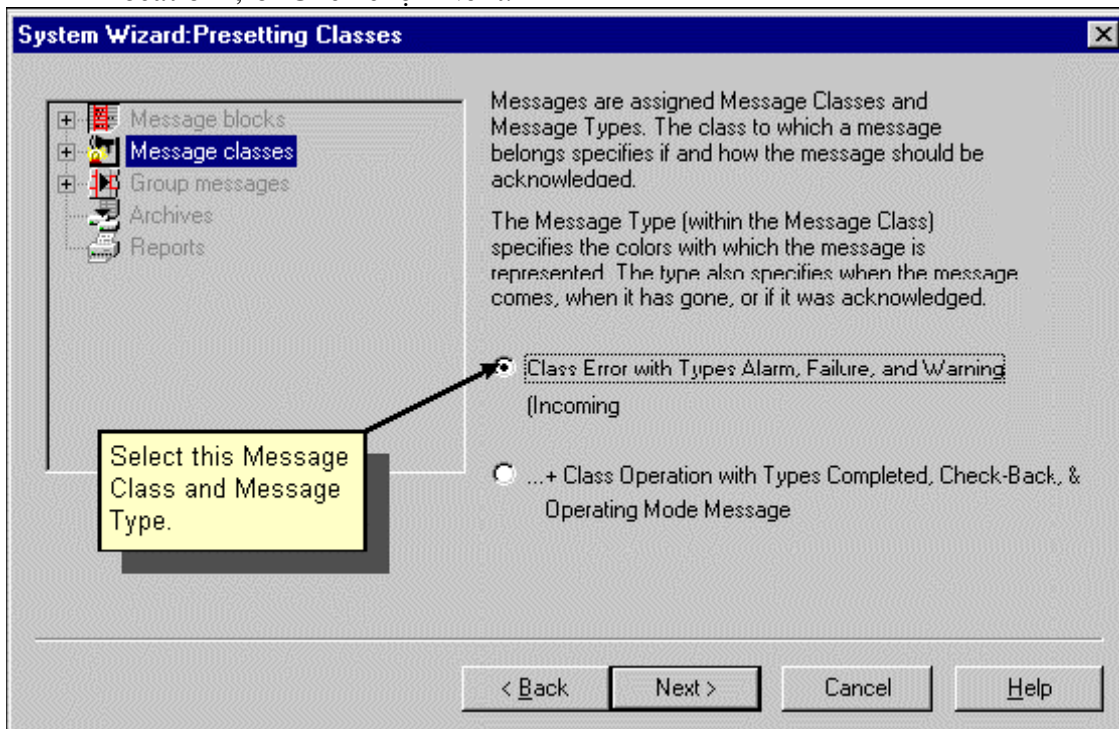 System Wizard:Presetting Classes
Message blocks
Message classes
Group messages
Archives
Reports
Messages are assigned Message Classes and
Message Types. The class to which a message
belongs specifies if and how the message should be
acknowledged.
The Message Type (within the Message Class)
specifies the colors with which the message is
represented. The type also specifies when the message
comes, when it has gone, or if it was acknowledged.
Class Error with Types Alarm, Failure, and Warning
(Incoming
...+ Class Operation with Types Completed, Check-Back, &
Operating Mode Message
Select this Message
Class and Message
Type.
< Back
Next >
Cancel
Help